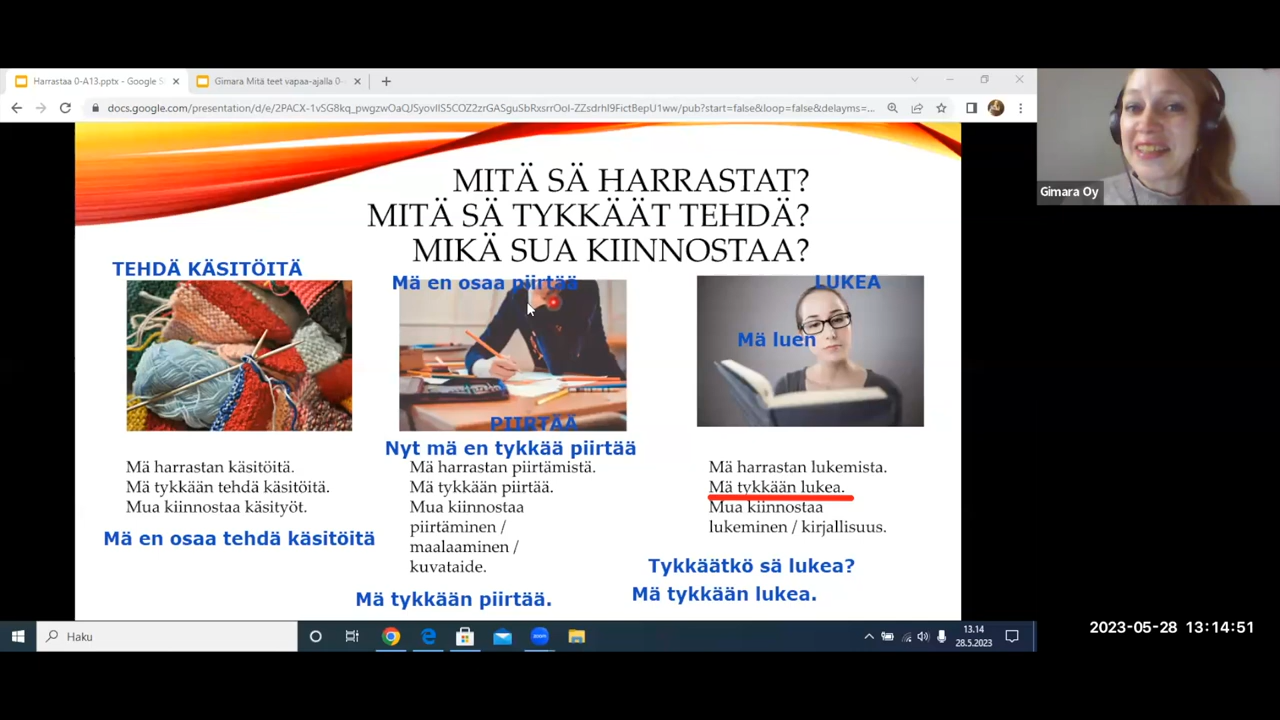 Harrastaa 0-A13.pptx - Google S
Gimara Mitä teet vapaa-ajalla 0-
Gimara Oy
MITÄ SÄ HARRASTAT?
MITÄ SÄ TYKKÄÄT TEHDÄ?
MIKÄ SUA KIINNOSTAA?
TEHDÄ KÄSITÖITÄ
Mä harrastan käsitöitä.
Mä tykkään tehdä käsitöitä.
Mua kiinnostaa käsityöt.
Mä en osaa tehdä käsitöitä
Mä en osaa piirtää
PIIRTÄÄ
Nyt mä en tykkää piirtää
Mä harrastan piirtämistä.
Mä tykkään piirtää.
Mua kiinnostaa
piirtäminen /
maalaaminen /
kuvataide.
Mä tykkään piirtää.
LUKEA
Mä luen
Mä harrastan lukemista.
Mä tykkään lukea.
Mua kiinnostaa
lukeminen / kirjallisuus.
Tykkäätkö sä lukea?
Mä tykkään lukea.
Haku
zoom
13.14
28.5.2023
2023-05-28 13:14:51